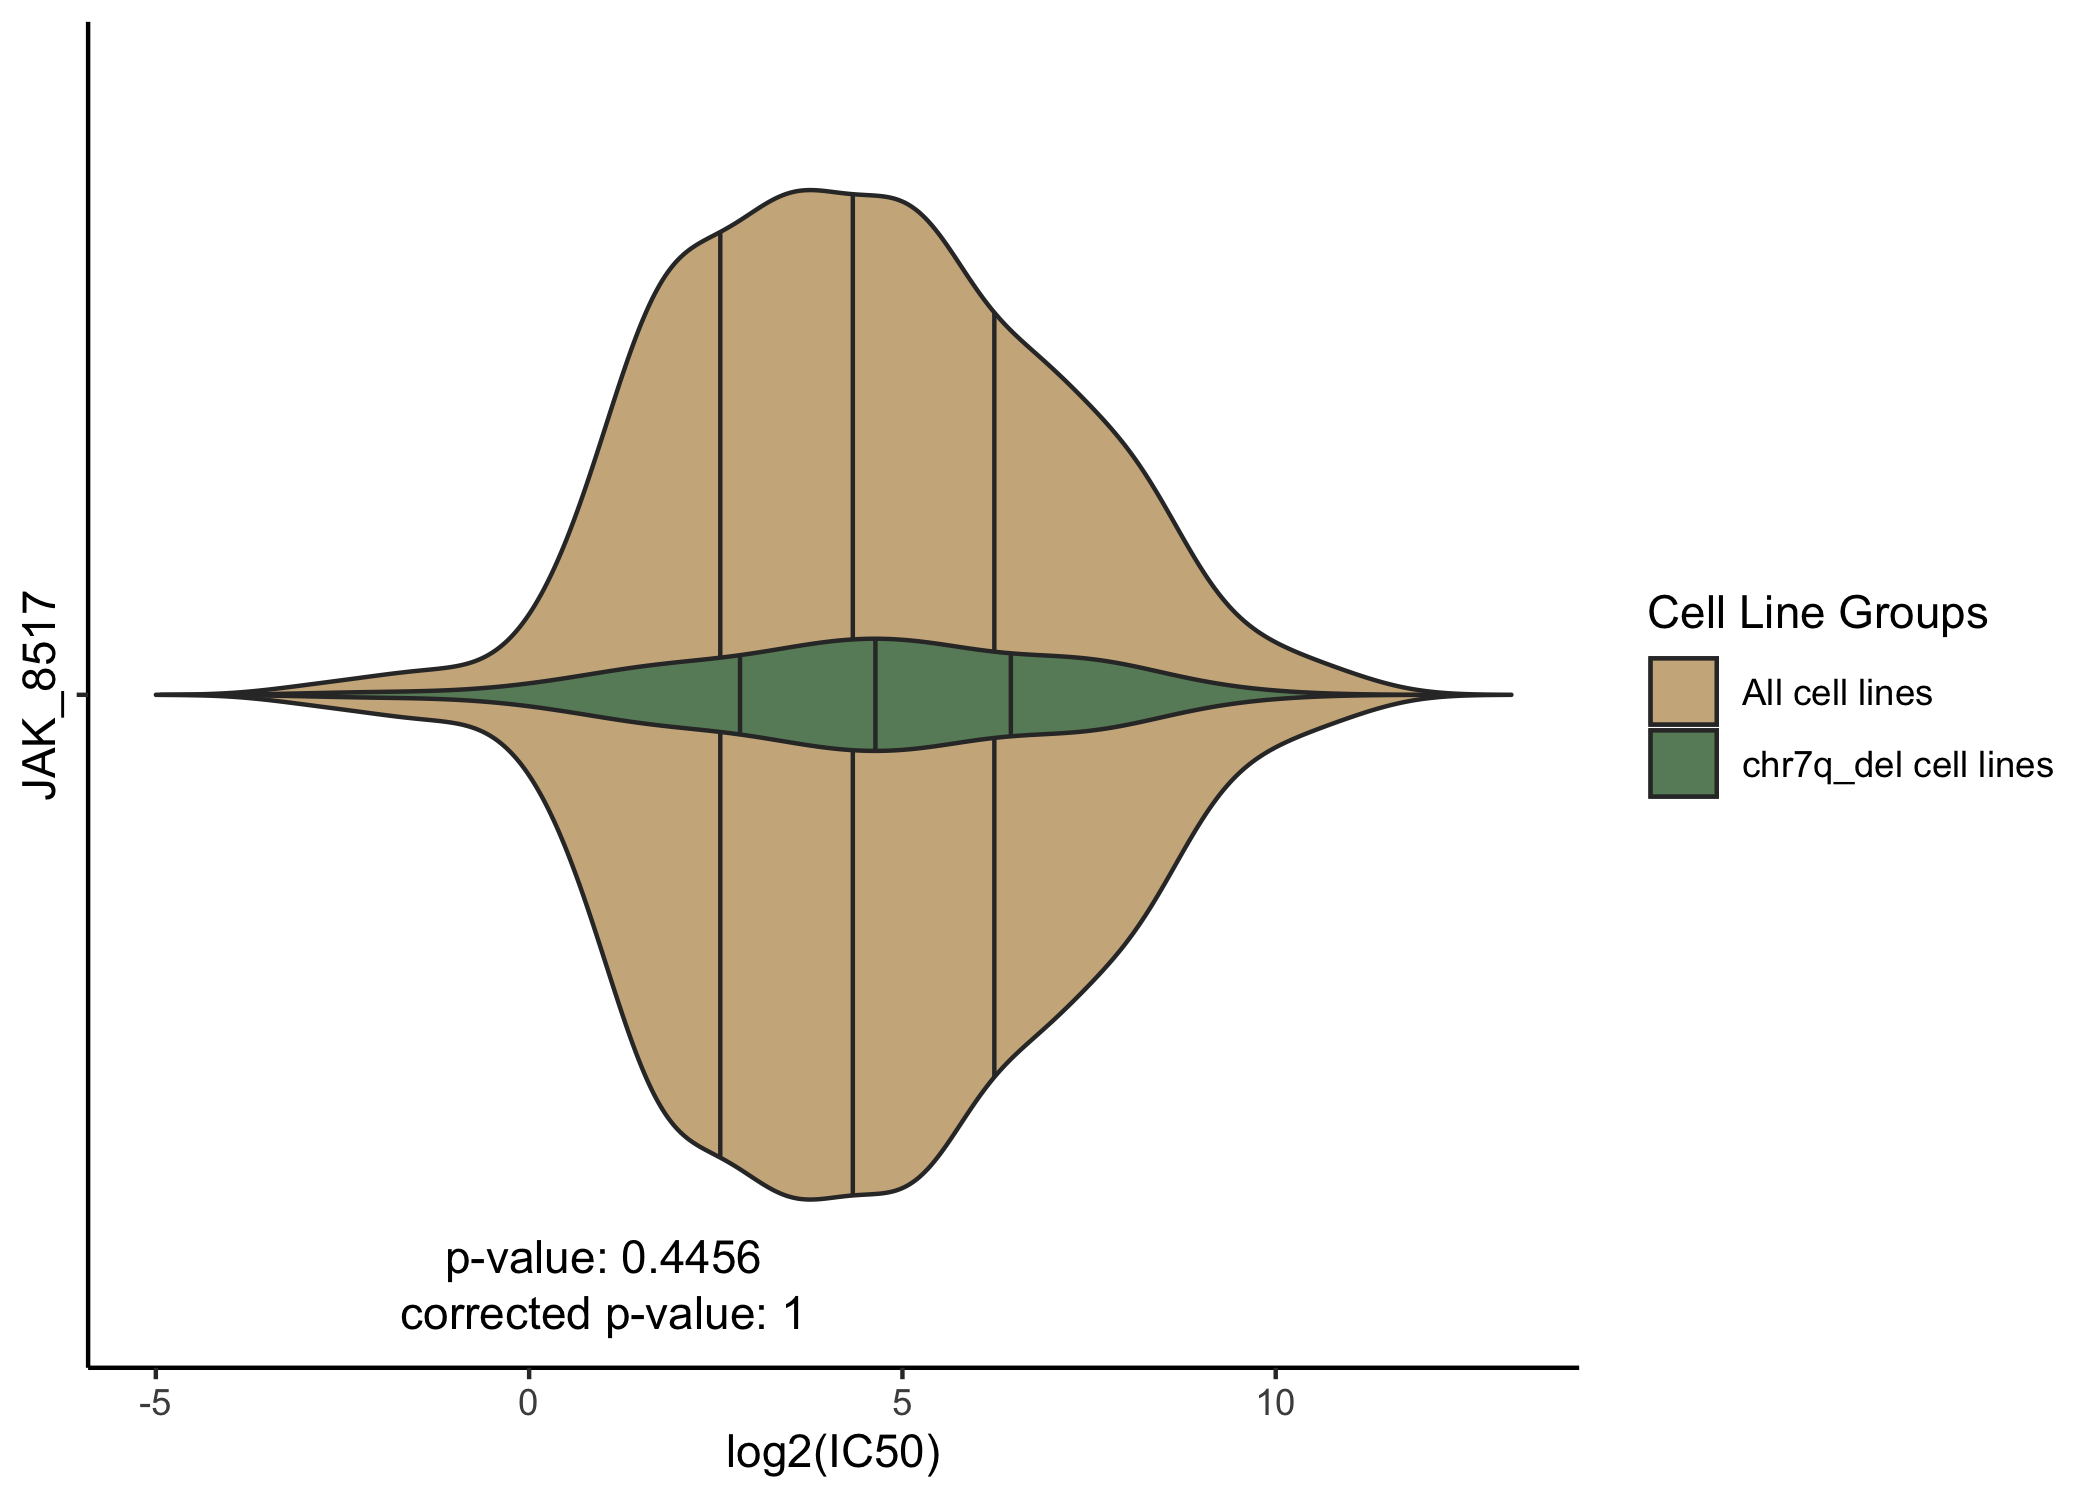 JAK_8517
p-value: 0.4456
corrected p-value: 1
-5
0
5
10
log2(IC50)
Cell Line Groups
All cell lines
chr7q_del cell lines